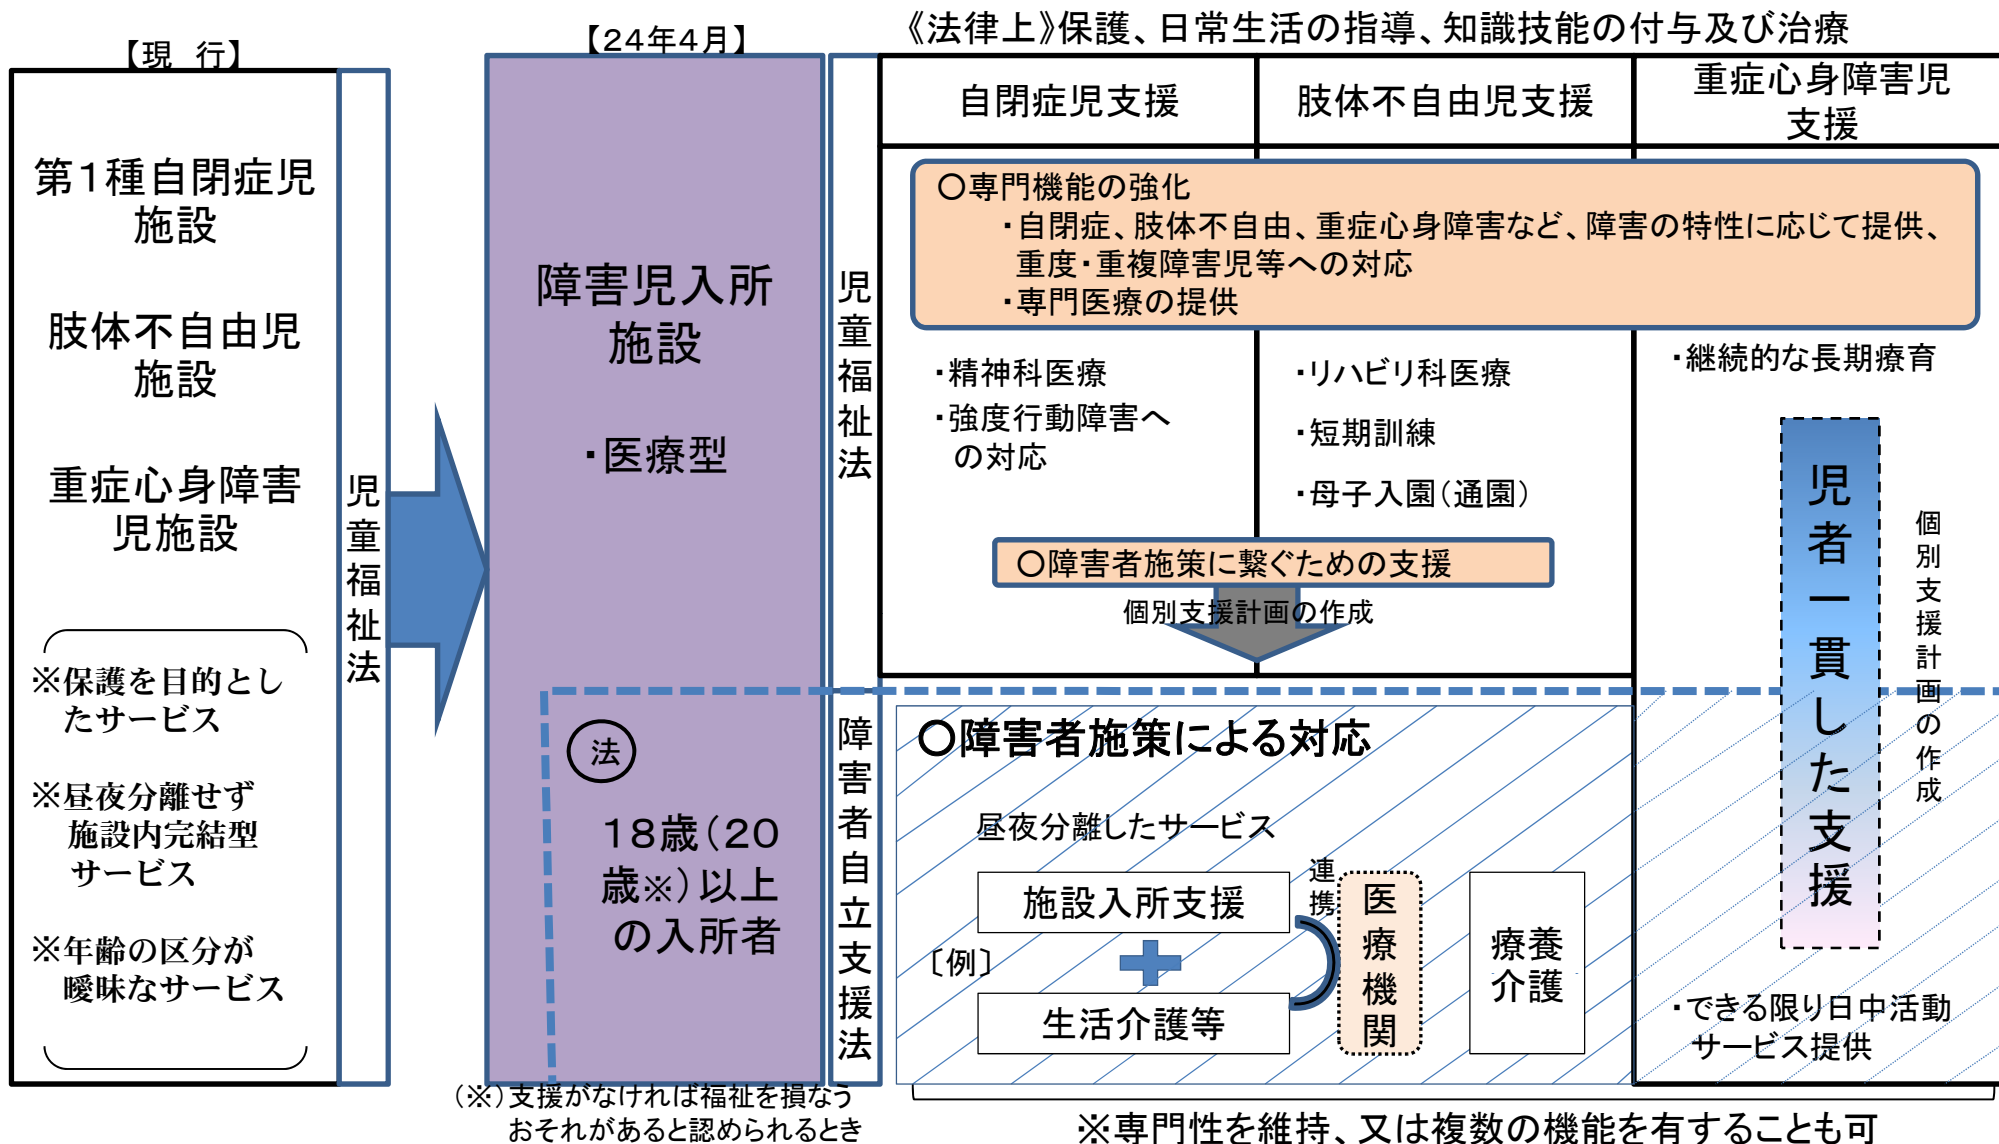 【現　行】
第1種自閉症児
施設
肢体不自由児
施設
重症心身障害
児施設
※保護を目的とし
たサービス
※昼夜分離せず
施設内完結型
サービス
※年齢の区分が
曖昧なサービス
児童福祉法
【24年4月】
障害児入所
施設
・医療型
法
18歳(20
歳※)以上
の入所者
(※)支援がなければ福祉を損なう
おそれがあると認められるとき
児童福祉法
障害者自立支援法
《法律上》保護、日常生活の指導、知識技能の付与及び治療
自閉症児支援
肢体不自由児支援
重症心身障害児
支援
○専門機能の強化
・自閉症、肢体不自由、重症心身障害など、障害の特性に応じて提供、
重度・重複障害児等への対応
・専門医療の提供
・精神科医療
・強度行動障害へ
の対応
・リハビリ科医療
・短期訓練
・母子入園(通園)
・継続的な長期療育
○障害者施策に繋ぐための支援
個別支援計画の作成
児者一貫した支援
個別支援計画の作成
○障害者施策による対応
昼夜分離したサービス
〔例〕
施設入所支援
生活介護等
連携
医療機関
療養
介護
・できる限り日中活動
サービス提供
※専門性を維持、又は複数の機能を有することも可